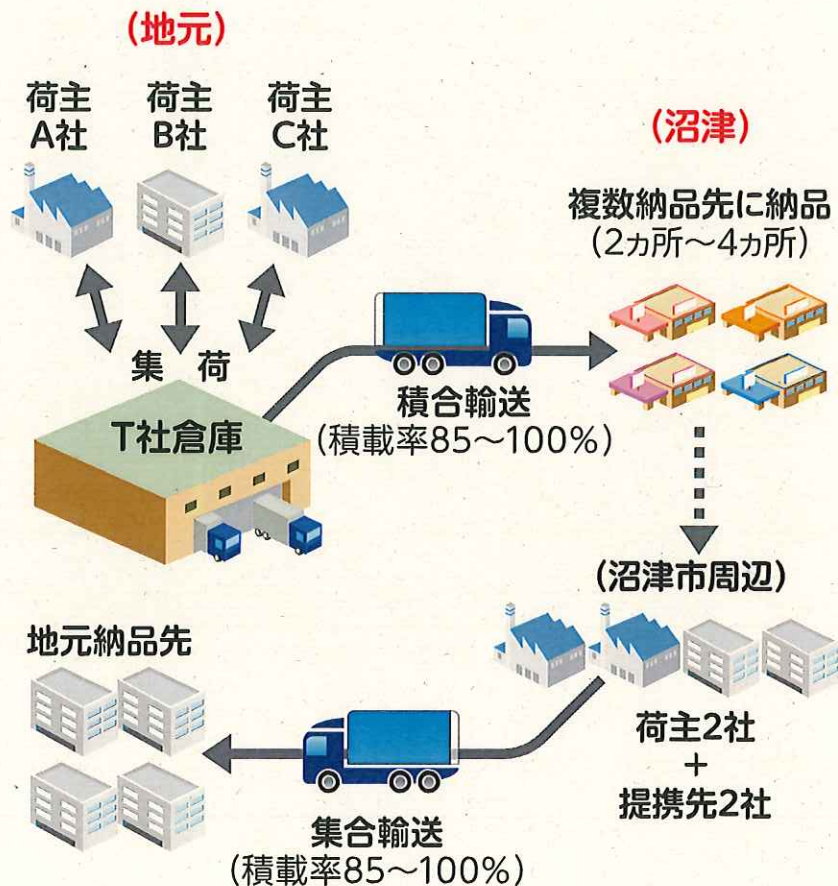 (地元)
荷主
A社
荷主
B社
荷主
C社
集荷
T社倉庫
積合輸送
(積載率85～100%)
(沼津)
複数納品先に納品
(2ヵ所～4ヵ所)
(沼津市周辺)
荷主2社
+
提携先2社
集合輸送
(積載率85～100%)
地元納品先